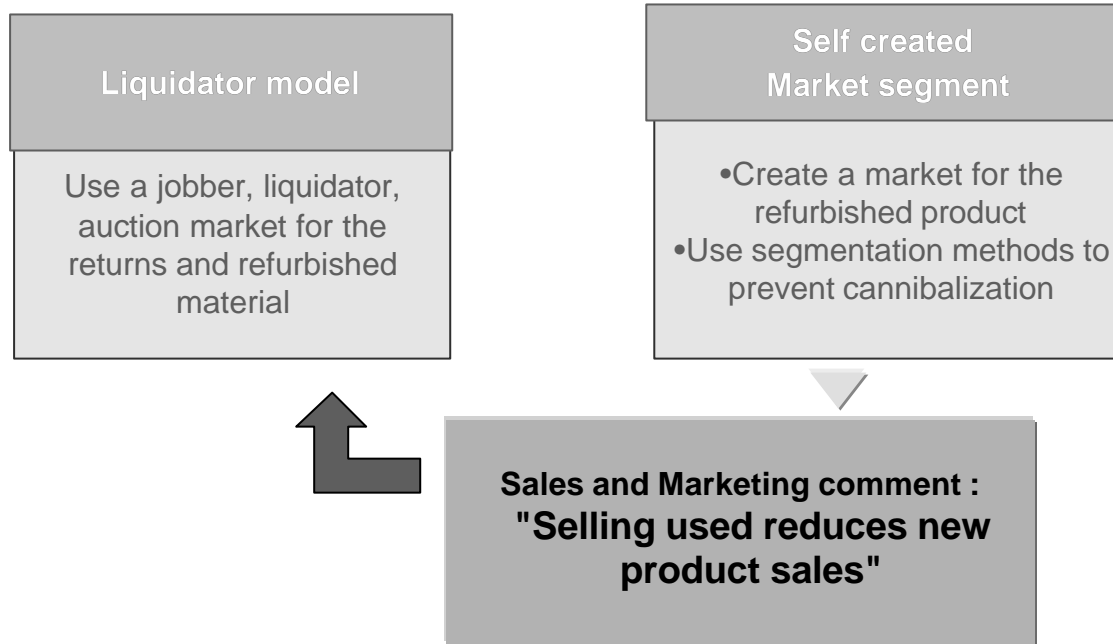 Liquidator model
Use a jobber, liquidator,
auction market for the
returns and refurbished
material
Self created
Market segment
•Create a market for the
refurbished product
•Use segmentation methods to
prevent cannibalization
Sales and Marketing comment :
"Selling used reduces new
product sales"